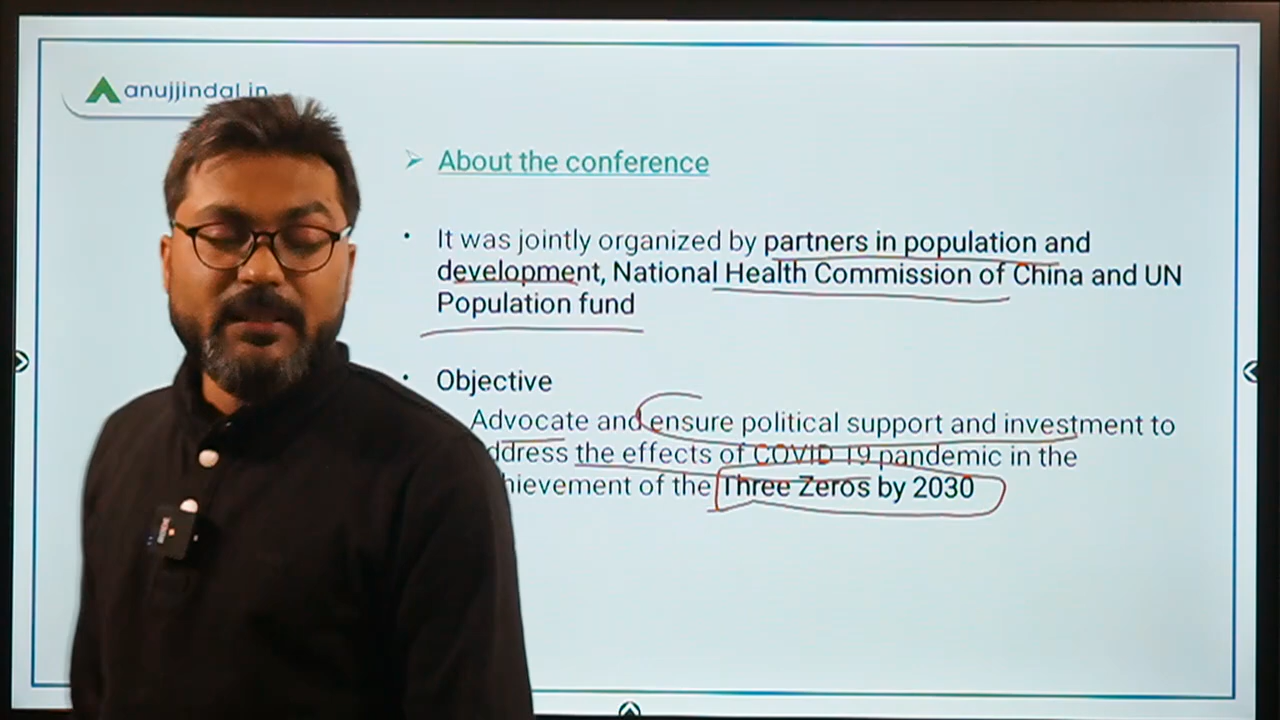 anujjindal.in
About the conference
It was jointly organized by partners in population and
development, National Health Commission of China and UN
Population fund
Objective
Advocate and ensure political support and investment to
ddress the effects of COVID 19 pandemic in the
hievement of the Three Zeros by 2030